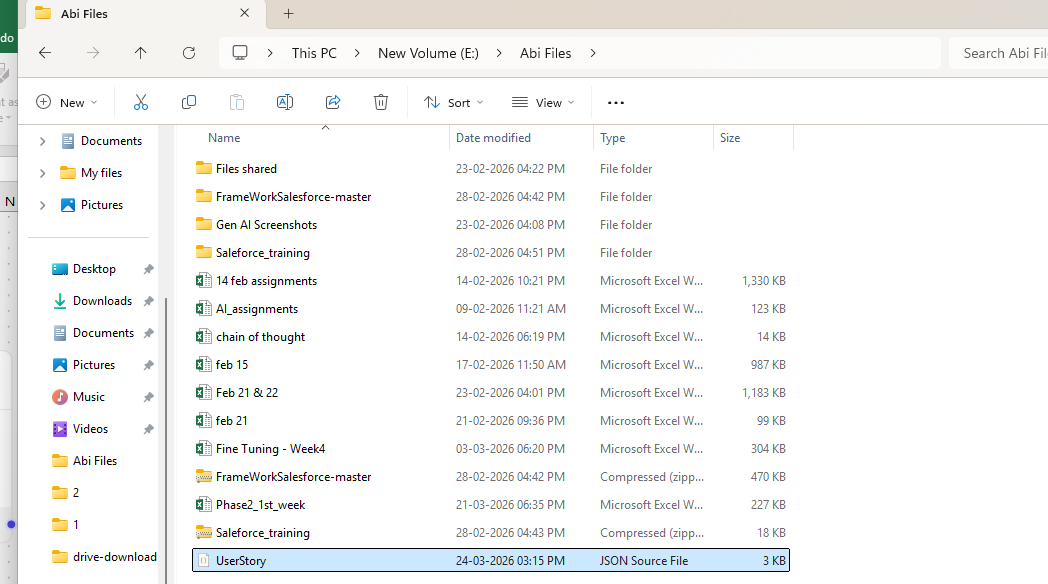 Abi Files
do
This PC > New Volume (E:) > Abi Files >
Search Abi Fil
New
Sort
View
Name Date modified Type Size
Documents
My files
Pictures
N
Desktop
Downloads
Documents
Pictures
Music
Videos
Abi Files
2
1
drive-download
Files shared 23-02-2026 04:22 PM File folder
FrameWorkSalesforce-master 28-02-2026 04:42 PM File folder
Gen AI Screenshots 23-02-2026 04:08 PM File folder
Saleforce_training 28-02-2026 04:51 PM File folder
14 feb assignments 14-02-2026 10:21 PM Microsoft Excel W... 1,330 KB
AI_assignments 09-02-2026 11:21 AM Microsoft Excel W... 123 KB
chain of thought 14-02-2026 06:19 PM Microsoft Excel W... 14 KB
feb 15 17-02-2026 11:50 AM Microsoft Excel W... 987 KB
Feb 21 & 22 23-02-2026 04:01 PM Microsoft Excel W... 1,183 KB
feb 21 21-02-2026 09:36 PM Microsoft Excel W... 99 KB
Fine Tuning - Week4 03-03-2026 06:20 PM Microsoft Excel W... 304 KB
FrameWorkSalesforce-master 28-02-2026 04:42 PM Compressed (zipp... 470 KB
Phase2_1st_week 21-03-2026 06:35 PM Microsoft Excel W... 227 KB
Saleforce_training 28-02-2026 04:43 PM Compressed (zipp... 18 KB
UserStory 24-03-2026 03:15 PM JSON Source File 3 KB